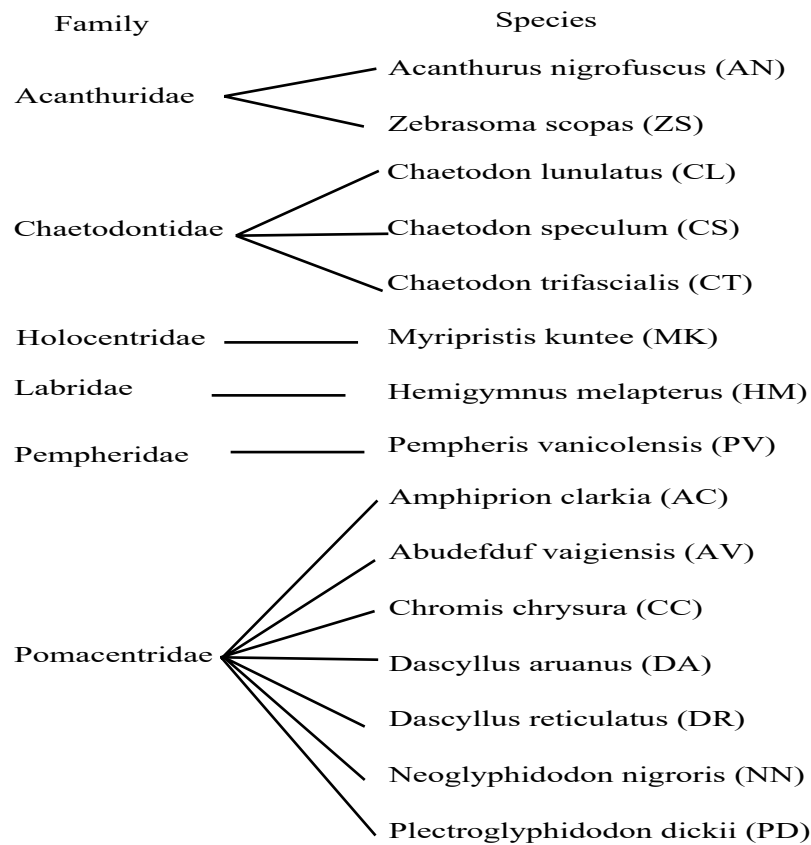 Family Species
Acanthuridae
Acanthurus nigrofuscus (AN)
Zebrasoma scopas (ZS)
Chaetodontidae
Chaetodon lunulatus (CL)
Chaetodon speculum (CS)
Chaetodon trifascialis (CT)
Holocentridae Myripristis kuntee (MK)
Labridae Hemigymnus melapterus (HM)
Pempheridae Pempheris vanicolensis (PV)
Pomacentridae
Amphiprion clarkia (AC)
Abudefduf vaigiensis (AV)
Chromis chrysura (CC)
Dascyllus aruanus (DA)
Dascyllus reticulatus (DR)
Neoglyphidodon nigroris (NN)
Plectroglyphidodon dickii (PD)